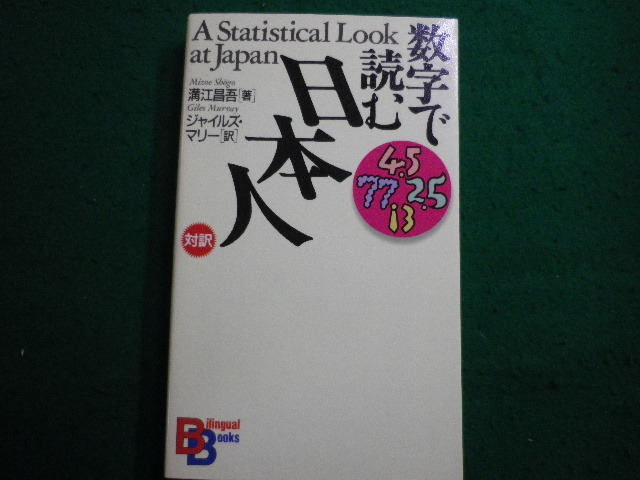 A Statistical Look
at Japan
数字で
読む
日本人
Mizoe Shōgo
溝江昌吾[著]
Giles Murray
ジャイルズ・
マリー[訳]
4.5
77
2.5
13
対訳
Bilingual
Books